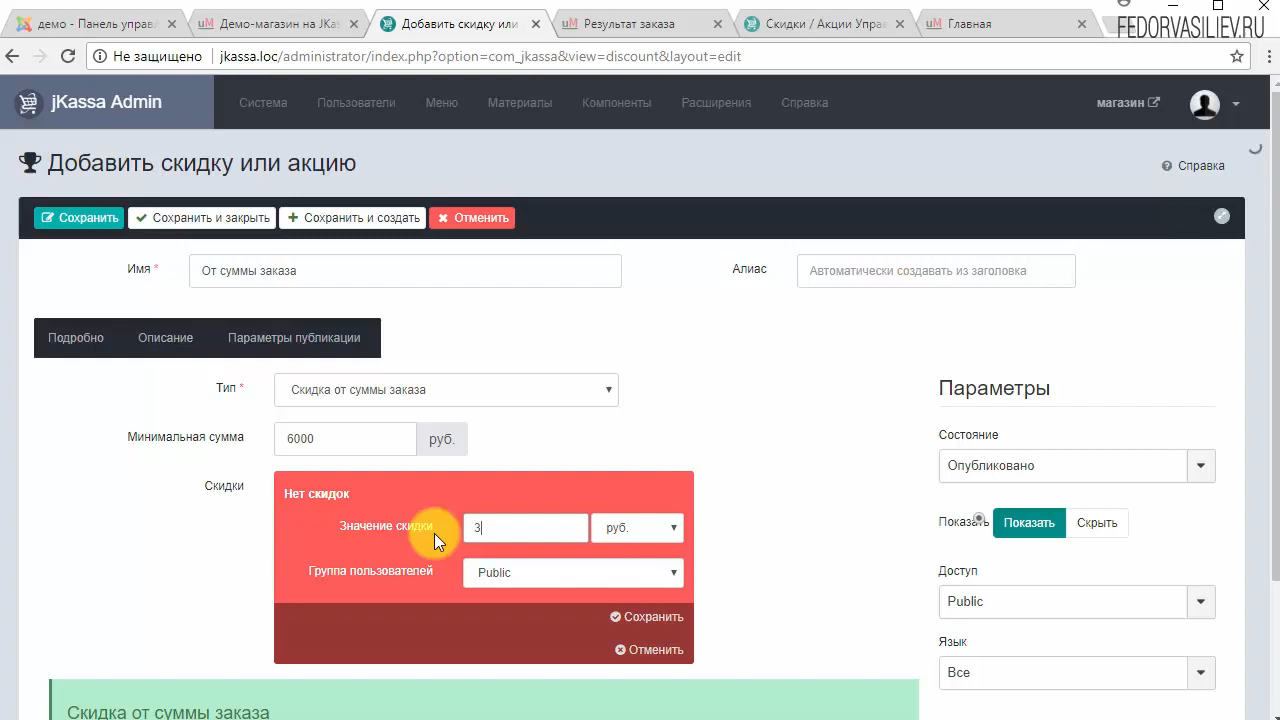 демо - Панель управл
Демо-магазин на JKas
Добавить скидку или
Результат заказа
Скидки / Акции Упра
Главная
FEDORVASILIEV.RU
Не защищено
jkassa.loc/administrator/index.php?option=com_jkassa&view=discount&layout=edit
jKassa Admin
Система
Пользователи
Меню
Материалы
Компоненты
Расширения
Справка
магазин
Добавить скидку или акцию
Справка
Сохранить
Сохранить и закрыть
Сохранить и создать
Отменить
Имя *
От суммы заказа
Алиас
Автоматически создавать из заголовка
Подробно
Описание
Параметры публикации
Тип *
Скидка от суммы заказа
Минимальная сумма
6000
руб.
Скидки
Нет скидок
Значение скидки
3
руб.
Группа пользователей
Public
Сохранить
Отменить
Скидка от суммы заказа
Параметры
Состояние
Опубликовано
Показать
Показать
Скрыть
Доступ
Public
Язык
Все